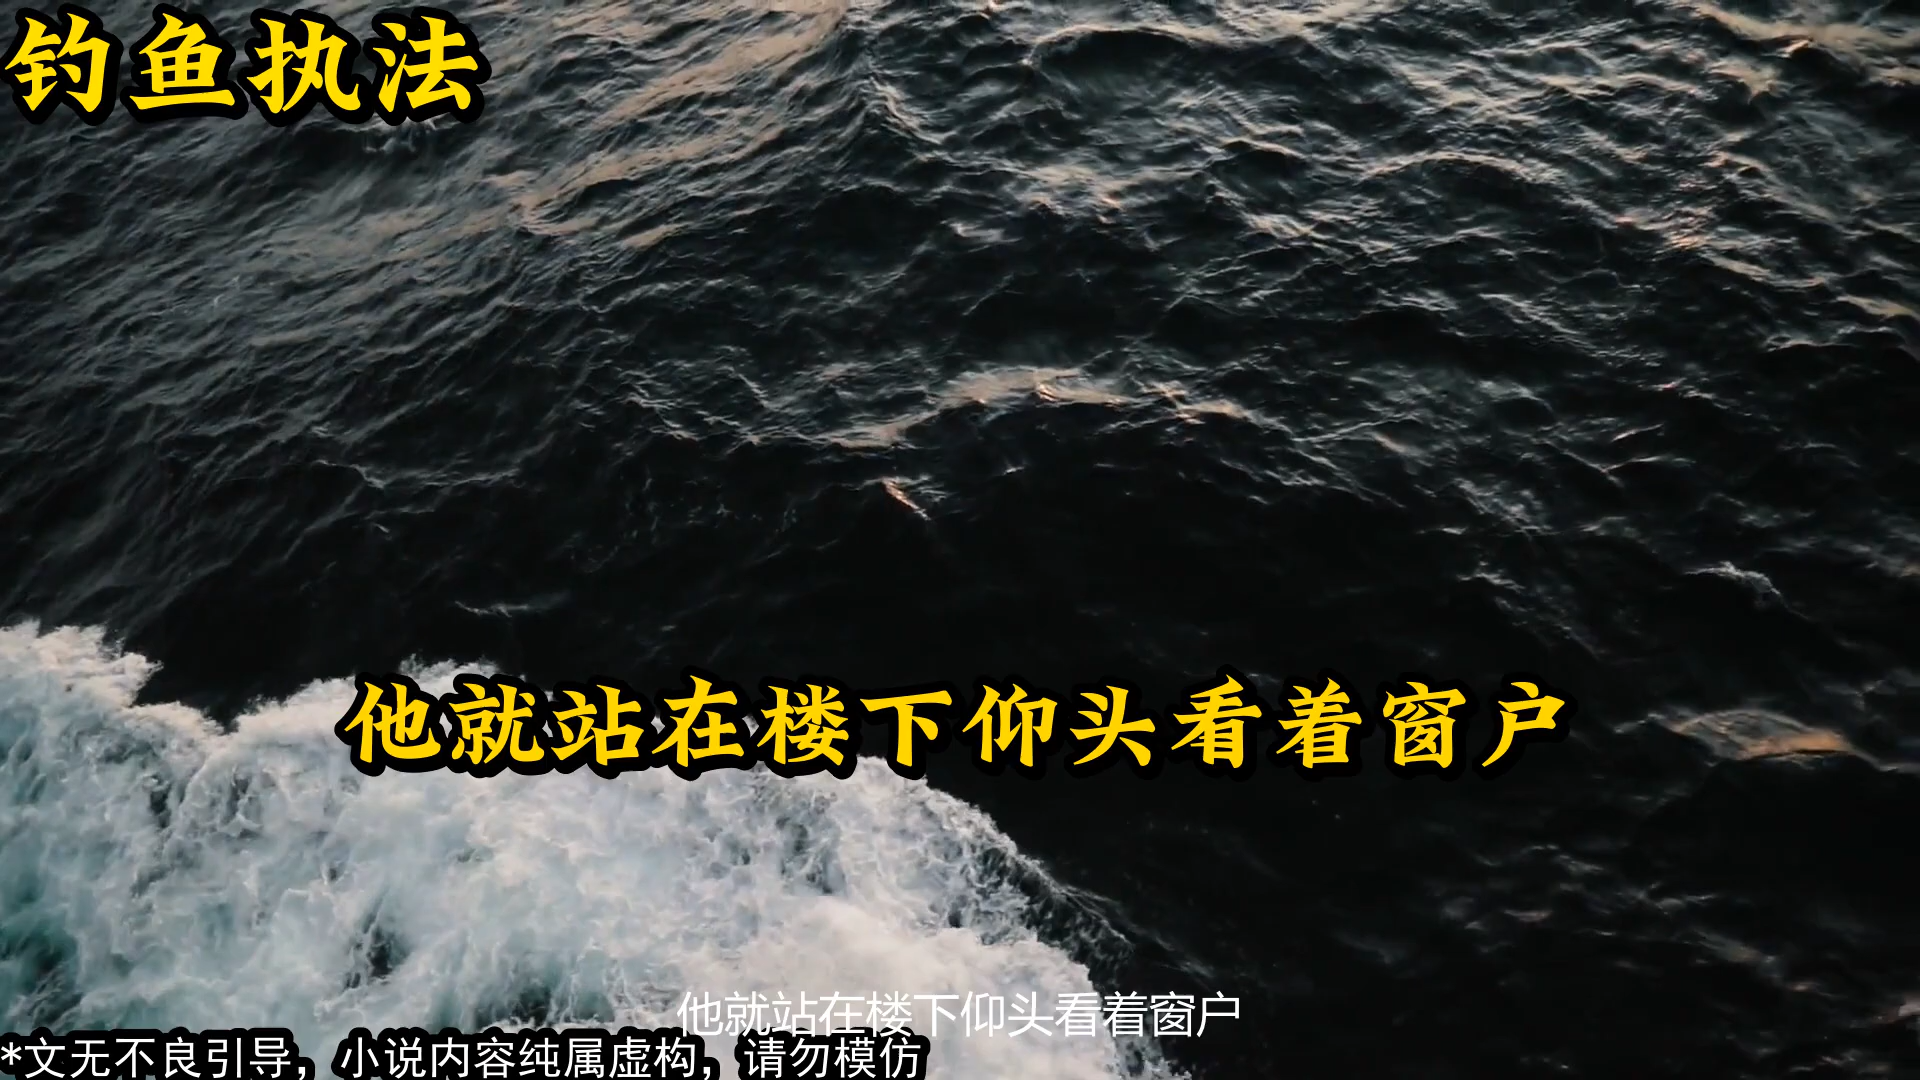 钓鱼执法
他就站在楼下仰头看着窗户
他就站在楼下仰头看着窗户
*文无不良引导，小说内容纯属虚构，请勿模仿